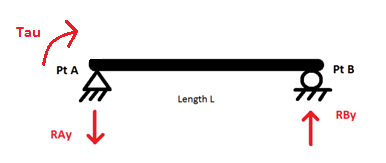 Tau
Pt A
Pt B
Length L
RAy
RBy